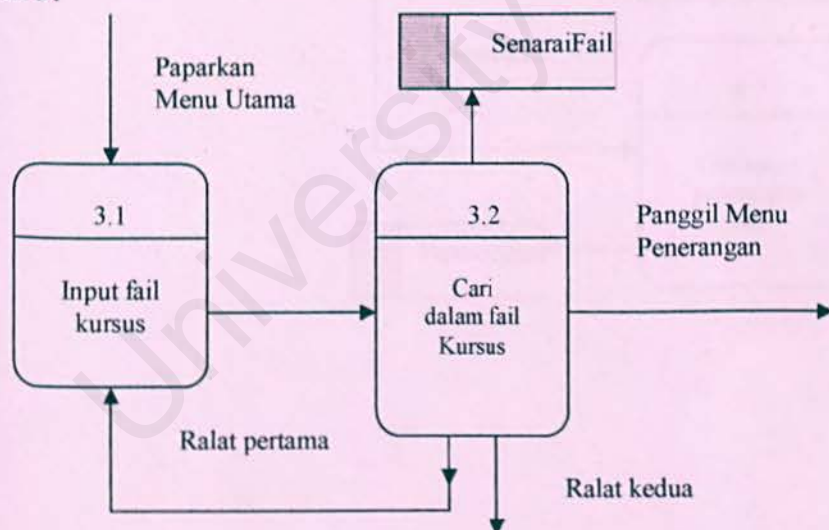 Paparkan
Menu Utama
SenaraiFail
3.1
Input fail
kursus
3.2
Cari
dalam fail
Kursus
Panggil Menu
Penerangan
Ralat pertama
Ralat kedua
University